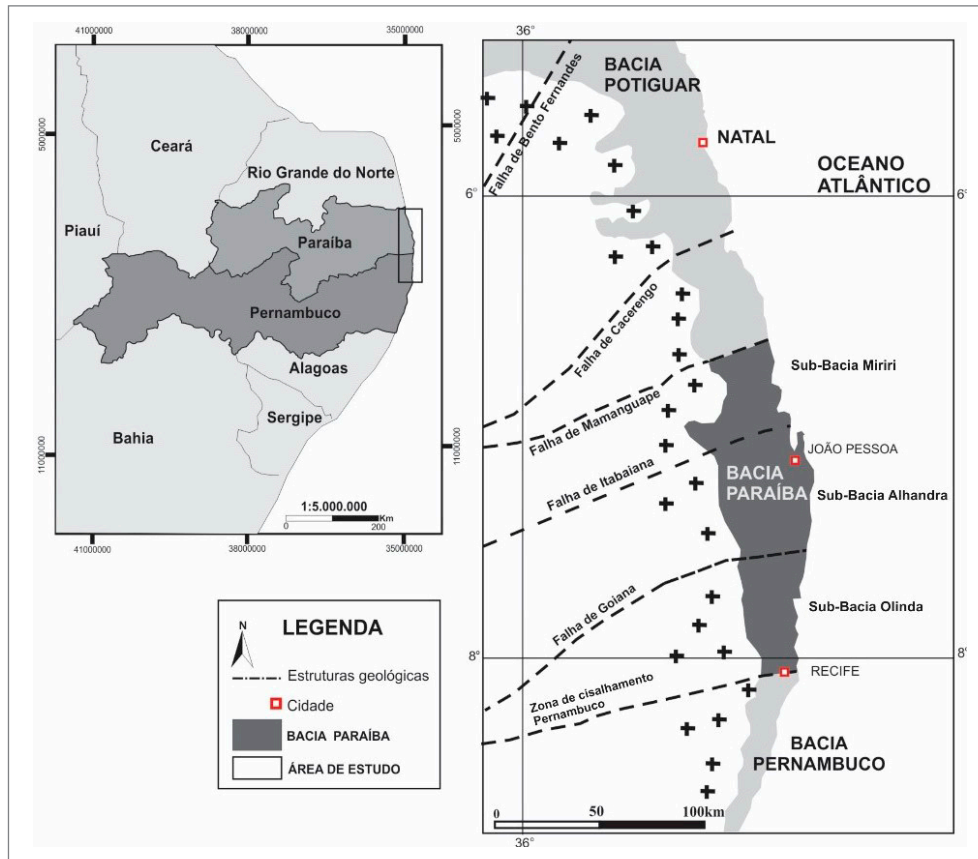 41000000
38000000
35000000
5000000
5000000
Ceará
Rio Grande do Norte
Piauí
Paraíba
Pernambuco
Alagoas
Sergipe
Bahia
11000000
11000000
1:5.000.000
Km
0
200
41000000
38000000
35000000
LEGENDA
N
Estruturas geológicas
Cidade
BACIA PARAÍBA
ÁREA DE ESTUDO
36°
BACIA
POTIGUAR
Falha de Bento Fernandes
NATAL
OCEANO
ATLÂNTICO
6°
6°
Falha de Cacerengo
Sub-Bacia Miriri
Falha de Mamanguape
JOÃO PESSOA
Falha de Itabaiana
BACIA
PARAÍBA
Sub-Bacia Alhandra
Falha de Goiana
Sub-Bacia Olinda
8°
8°
RECIFE
Zona de cisalhamento
Pernambuco
BACIA
PERNAMBUCO
0
50
100km
36°